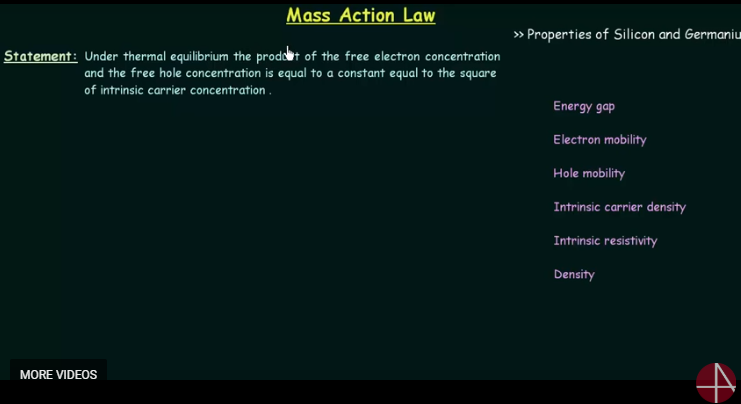 Mass Action Law
>> Properties of Silicon and Germaniu
Statement: Under thermal equilibrium the product of the free electron concentration
and the free hole concentration is equal to a constant equal to the square
of intrinsic carrier concentration .
Energy gap
Electron mobility
Hole mobility
Intrinsic carrier density
Intrinsic resistivity
Density
MORE VIDEOS